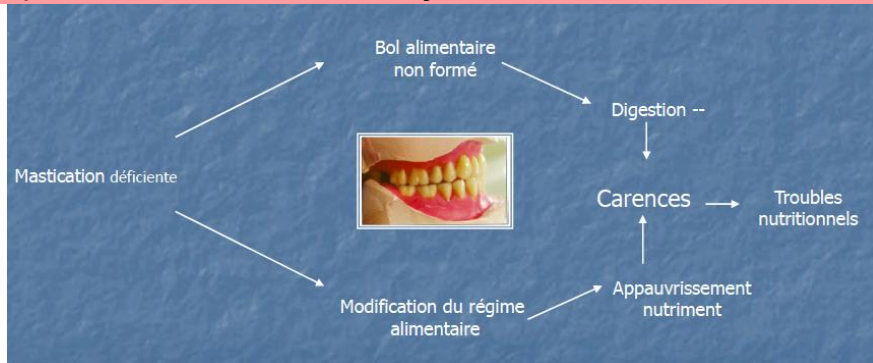 Bol alimentaire
non formé
Digestion --
Mastication déficiente
Carences
Troubles
nutritionnels
Modification du régime
alimentaire
Appauvrissement
nutriment